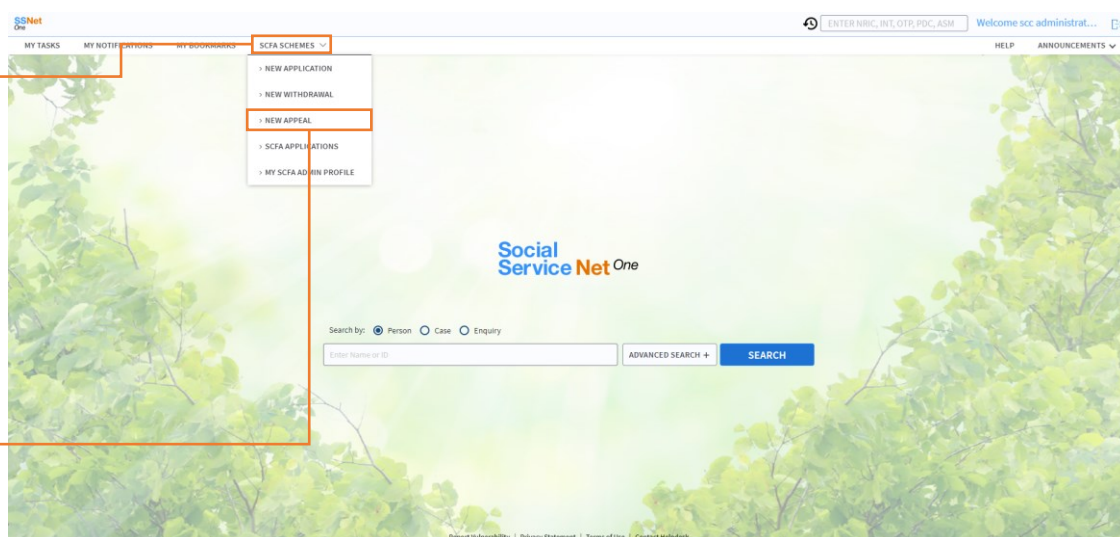 SSNet
One
ENTER NRIC, INT, OTP, PDC, ASM
Welcome scc administrat...
MY TASKS MY NOTIFICATIONS MY BOOKMARKS SCFA SCHEMES
HELP ANNOUNCEMENTS
> NEW APPLICATION
> NEW WITHDRAWAL
> NEW APPEAL
> SCFA APPLICATIONS
> MY SCFA ADMIN PROFILE
Social
Service Net One
Search by: Person Case Enquiry
Enter Name or ID
ADVANCED SEARCH +
SEARCH
Report Vulnerability | Privacy Statement | Terms of Use | Contact Helpdesk